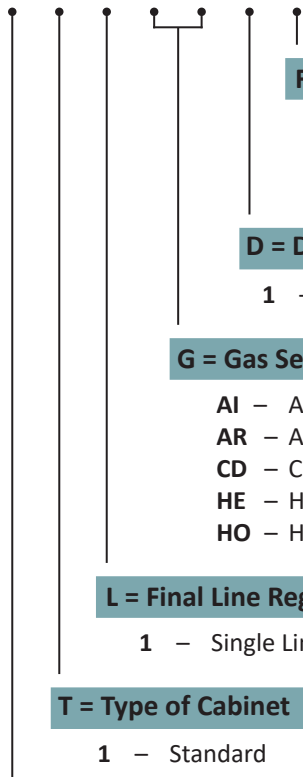 D = D
1 –
G = Gas Se
AI – A
AR – A
CD – C
HE – H
HO – H
L = Final Line Reg
1 – Single Lin
T = Type of Cabinet
1 – Standard